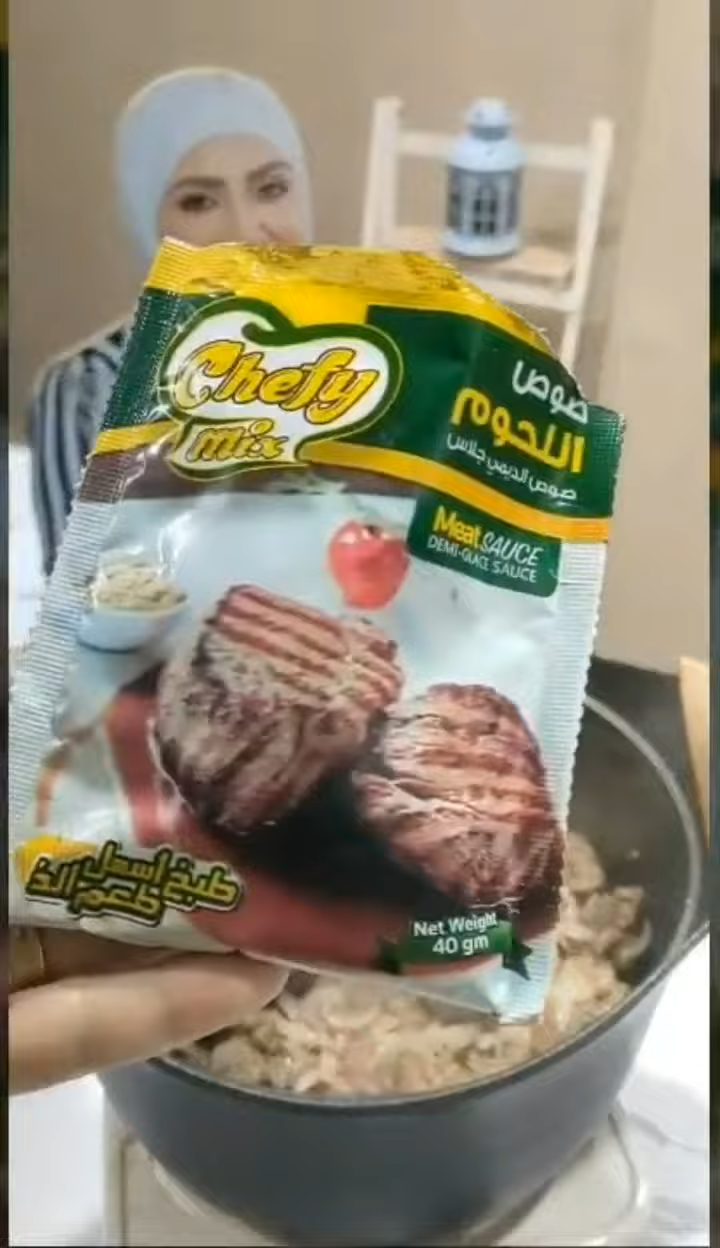 Chefy
Mix
صوص
اللحوم
صوص الديمي جلاس
Meat SAUCE
DEMI-GLACE SAUCE
طبخ أسهل
طعم ألذ
Net Weight
40 gm